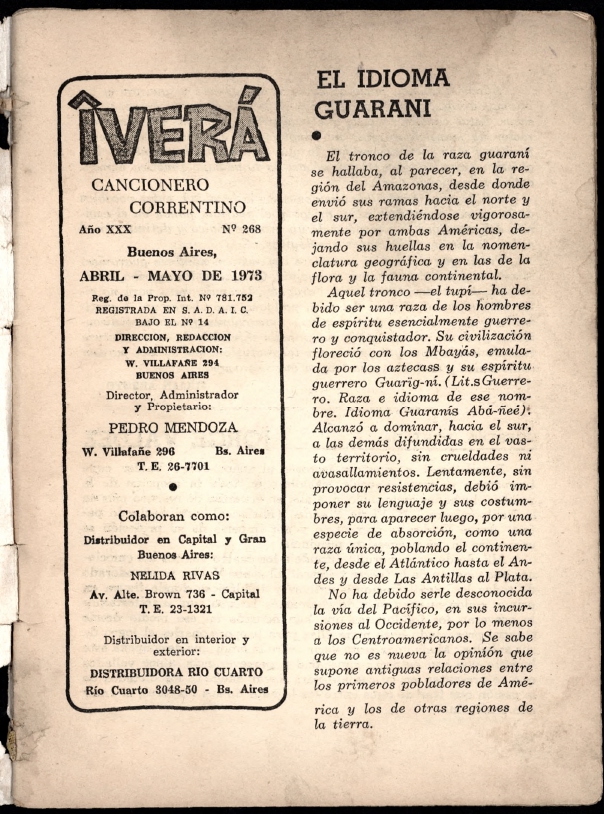 ÎVERÁ
CANCIONERO
CORRENTINO
Año XXX Nº 268
Buenos Aires,
ABRIL - MAYO DE 1973
Reg. de la Prop. Int. Nº 781.752
REGISTRADA EN S. A. D. A. I. C.
BAJO EL Nº 14
DIRECCION, REDACCION
Y ADMINISTRACION:
W. VILLAFAÑE 294
BUENOS AIRES
Director, Administrador
y Propietario:
PEDRO MENDOZA
W. Villafañe 296 Bs. Aires
T. E. 26-7701
Colaboran como:
Distribuidor en Capital y Gran
Buenos Aires:
NELIDA RIVAS
Av. Alte. Brown 736 - Capital
T. E. 23-1321
Distribuidor en interior y
exterior:
DISTRIBUIDORA RIO CUARTO
Río Cuarto 3048-50 - Bs. Aires
EL IDIOMA
GUARANI
El tronco de la raza guaraní
se hallaba, al parecer, en la re-
gión del Amazonas, desde donde
envió sus ramas hacia el norte y
el sur, extendiéndose vigorosa-
mente por ambas Américas, de-
jando sus huellas en la nomen-
clatura geográfica y en las de la
flora y la fauna continental.
Aquel tronco —el tupí— ha de-
bido ser una raza de los hombres
de espíritu esencialmente guerre-
ro y conquistador. Su civilización
floreció con los Mbayás, emula-
da por los aztecass y su espíritu
guerrero Guarīg-ní. (Lit.s Guerre-
ro. Raza e idioma de ese nom-
bre. Idioma Guaranís Abá-ñeé).
Alcanzó a dominar, hacia el sur,
a las demás difundidas en el vas-
to territorio, sin crueldades ni
avasallamientos. Lentamente, sin
provocar resistencias, debió im-
poner su lenguaje y sus costum-
bres, para aparecer luego, por una
especie de absorción, como una
raza única, poblando el continen-
te, desde el Atlántico hasta el An-
des y desde Las Antillas al Plata.
No ha debido serle desconocida
la vía del Pacífico, en sus incur-
siones al Occidente, por lo menos
a los Centroamericanos. Se sabe
que no es nueva la opinión que
supone antiguas relaciones entre
los primeros pobladores de Amé-
rica y los de otras regiones de
la tierra.